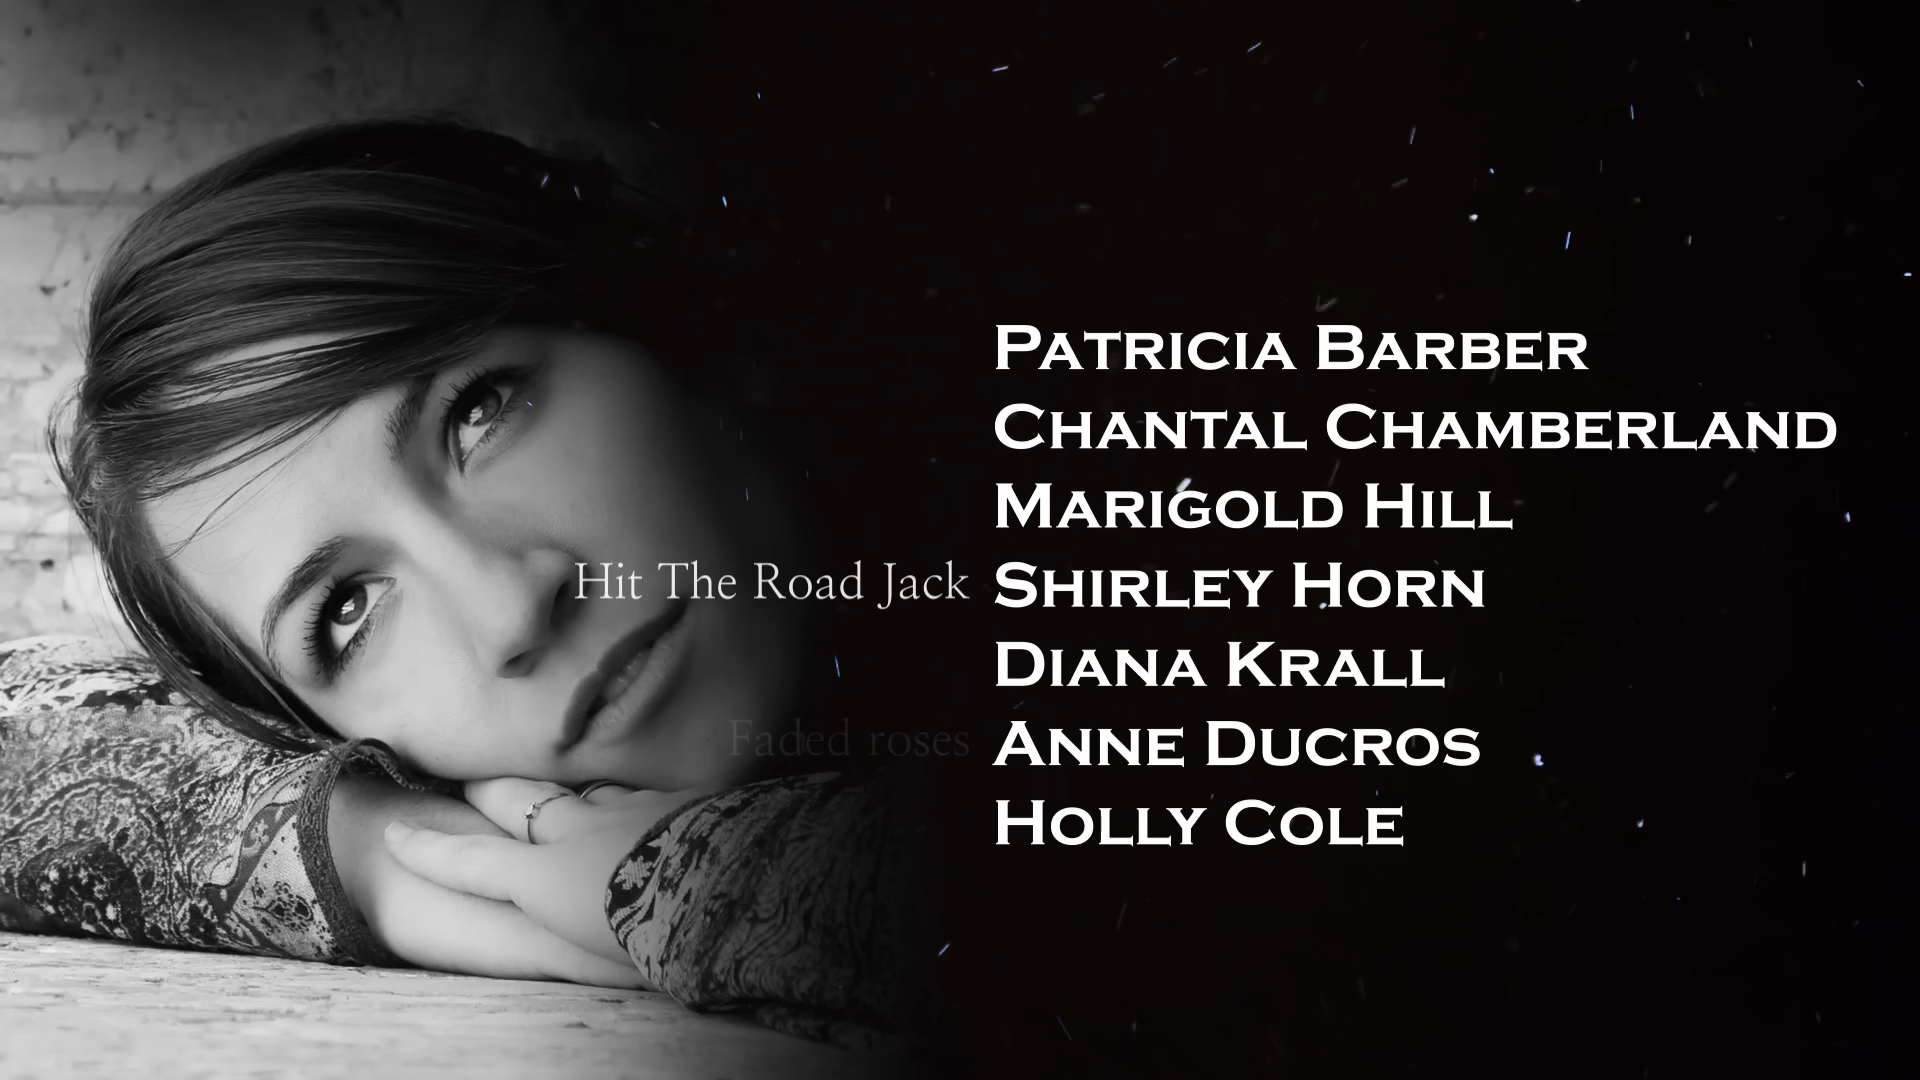 Patricia Barber
Chantal Chamberland
Marigold Hill
Hit The Road Jack Shirley Horn
Diana Krall
Faded roses Anne Ducros
Holly Cole